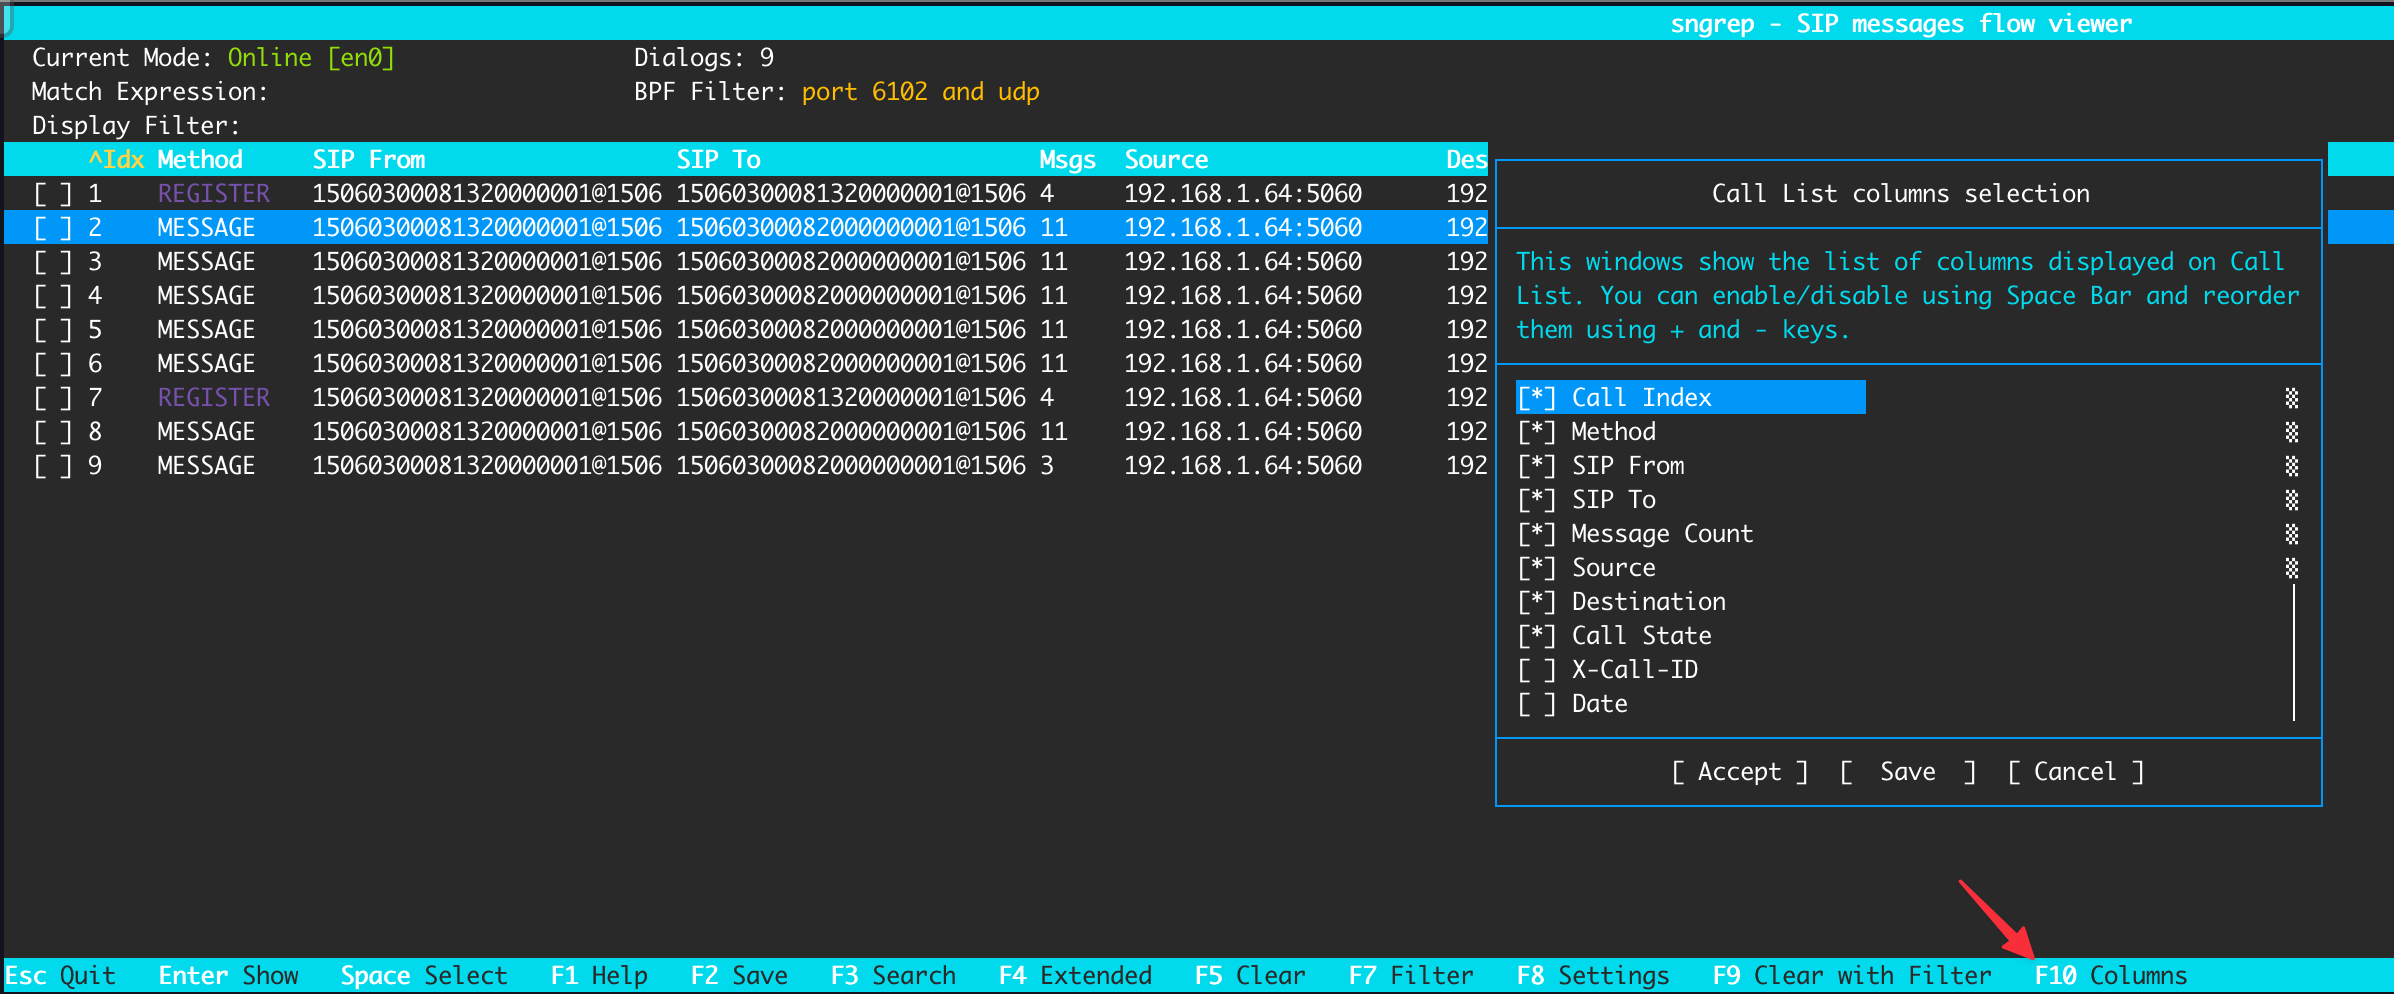 sngrep - SIP messages flow viewer
Current Mode: Online [en0] Dialogs: 9
Match Expression: BPF Filter: port 6102 and udp
Display Filter:
^Idx Method SIP From SIP To Msgs Source Des
[ ] 1 REGISTER 15060300081320000001@1506 15060300081320000001@1506 4 192.168.1.64:5060 192
[ ] 2 MESSAGE 15060300081320000001@1506 15060300082000000001@1506 11 192.168.1.64:5060 192
[ ] 3 MESSAGE 15060300081320000001@1506 15060300082000000001@1506 11 192.168.1.64:5060 192
[ ] 4 MESSAGE 15060300081320000001@1506 15060300082000000001@1506 11 192.168.1.64:5060 192
[ ] 5 MESSAGE 15060300081320000001@1506 15060300082000000001@1506 11 192.168.1.64:5060 192
[ ] 6 MESSAGE 15060300081320000001@1506 15060300082000000001@1506 11 192.168.1.64:5060 192
[ ] 7 REGISTER 15060300081320000001@1506 15060300081320000001@1506 4 192.168.1.64:5060 192
[ ] 8 MESSAGE 15060300081320000001@1506 15060300082000000001@1506 11 192.168.1.64:5060 192
[ ] 9 MESSAGE 15060300081320000001@1506 15060300082000000001@1506 3 192.168.1.64:5060 192
Call List columns selection
This windows show the list of columns displayed on Call
List. You can enable/disable using Space Bar and reorder
them using + and - keys.
[*] Call Index
[*] Method
[*] SIP From
[*] SIP To
[*] Message Count
[*] Source
[*] Destination
[*] Call State
[ ] X-Call-ID
[ ] Date
[ Accept ] [ Save ] [ Cancel ]
Esc Quit Enter Show Space Select F1 Help F2 Save F3 Search F4 Extended F5 Clear F7 Filter F8 Settings F9 Clear with Filter F10 Columns